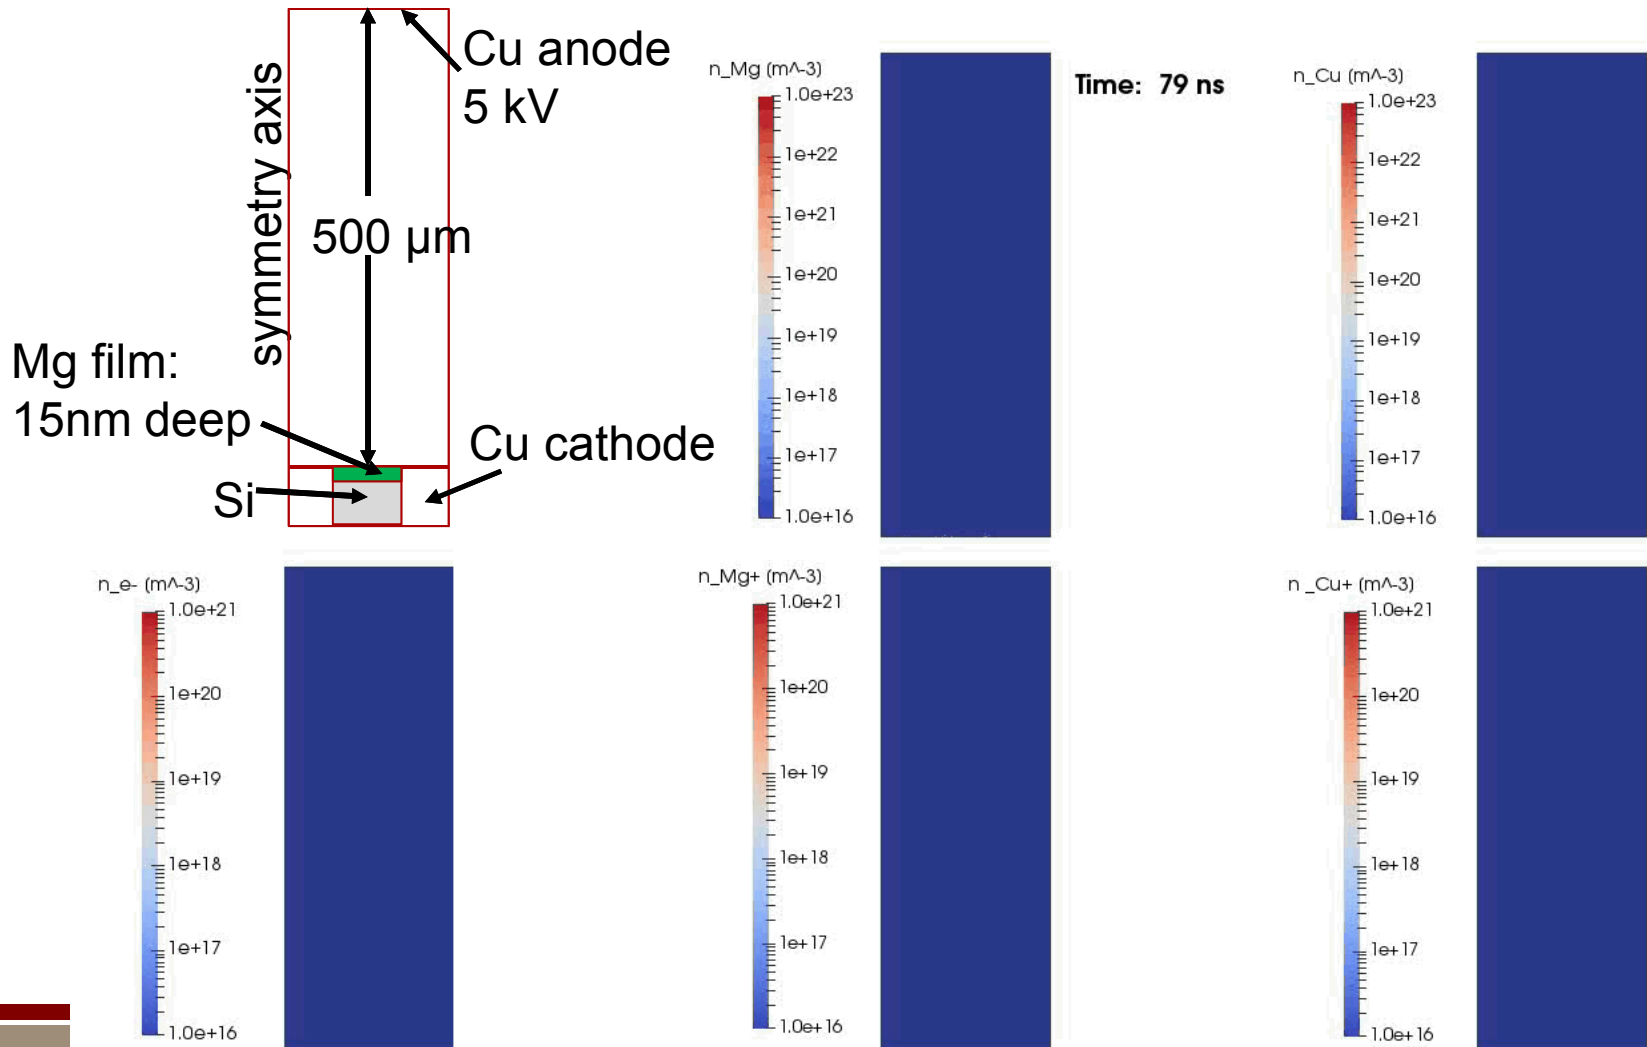 symmetry axis
Cu anode
5 kV
500 μm
Mg film:
15nm deep
Cu cathode
Si
n_Mg (m^-3)
1.0e+23
1e+22
1e+21
1e+20
1e+19
1e+18
1e+17
1.0e+16
Time: 79 ns
n_Cu (m^-3)
1.0e+23
1e+22
1e+21
1e+20
1e+19
1e+18
1e+17
1.0e+16
n_e- (m^-3)
1.0e+21
1e+20
1e+19
1e+18
1e+17
1.0e+16
n_Mg+ (m^-3)
1.0e+21
1e+20
1e+19
1e+18
1e+17
1.0e+16
n _Cu+ (m^-3)
1.0e+21
1e+20
1e+19
1e+18
1e+17
1.0e+16